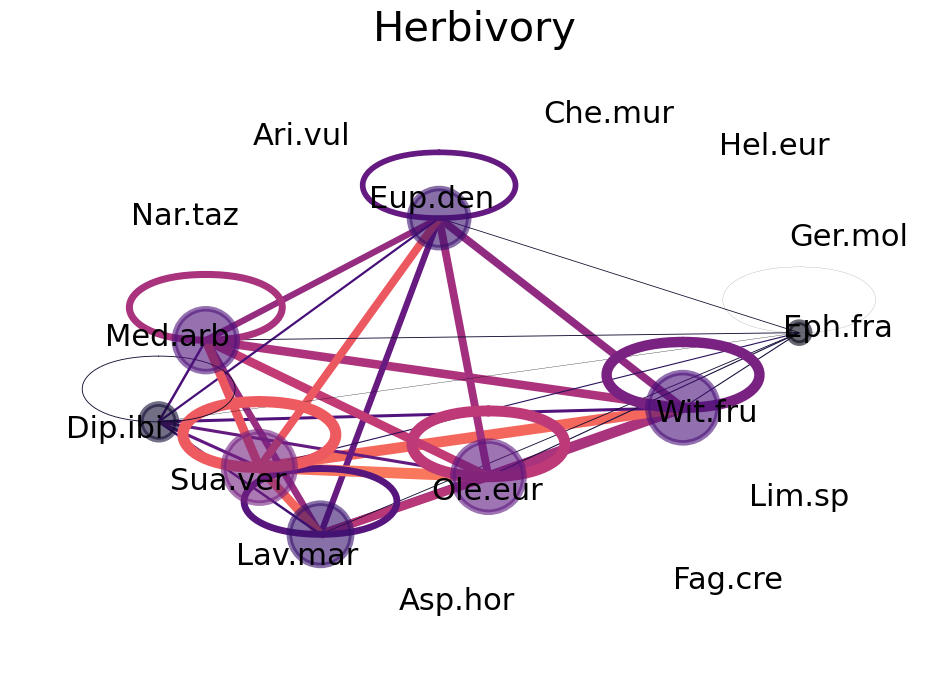 Herbivory
Che.mur
Ari.vul
Hel.eur
Eup.den
Nar.taz
Ger.mol
Eph.fra
Med.arb
Wit.fru
Dip.ibi
Sua.ver
Ole.eur
Lim.sp
Lav.mar
Fag.cre
Asp.hor